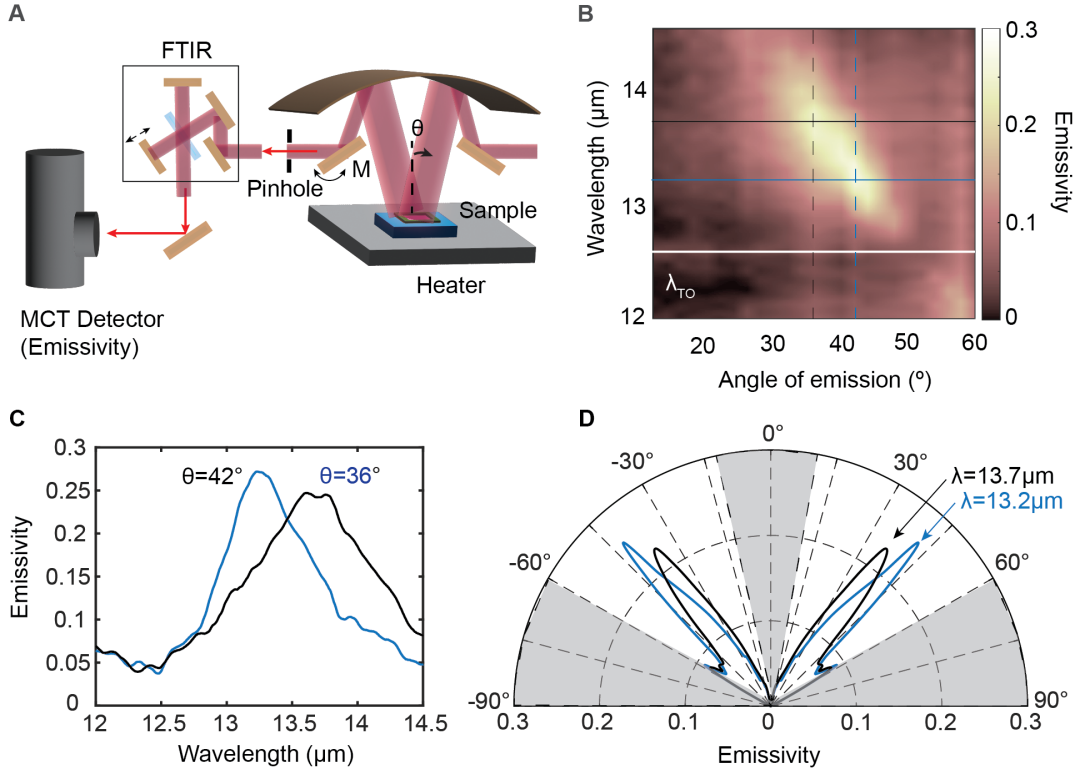 A
FTIR
θ
M
Pinhole
Sample
Heater
MCT Detector
(Emissivity)
B
Wavelength (μm)
14
13
12
λTO
20 30 40 50 60
Angle of emission (º)
0.3
0.2
0.1
0
Emissivity
C
Emissivity
0.3
0.25
0.2
0.15
0.1
0.05
0
θ=42° θ=36°
12 12.5 13 13.5 14 14.5
Wavelength (μm)
D
0°
-30° 30°
-60° 60°
-90° 90°
λ=13.7μm
λ=13.2μm
0.3 0.2 0.1 0 0.1 0.2 0.3
Emissivity